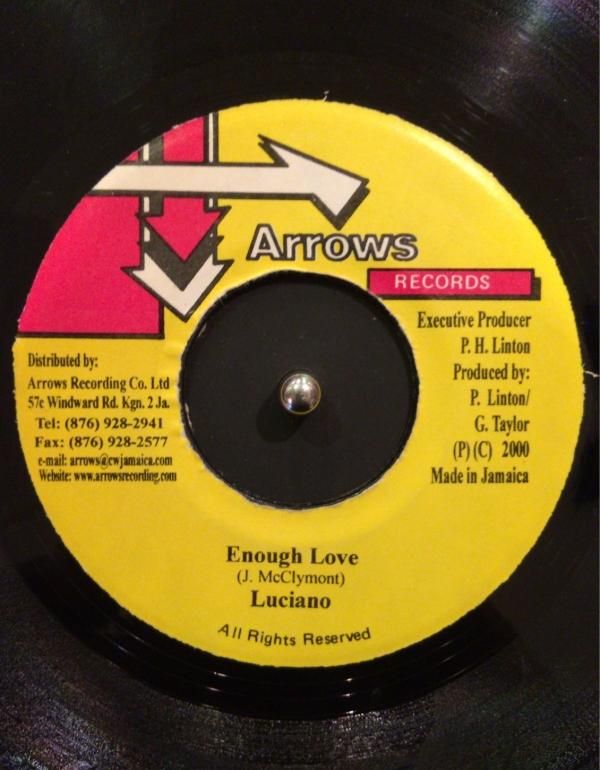 Arrows
RECORDS
Executive Producer
P. H. Linton
Produced by:
P. Linton/
G. Taylor
(P)(C) 2000
Made in Jamaica
Distributed by:
Arrows Recording Co. Ltd
57c Windward Rd. Kgn. 2 Ja.
Tel: (876) 928-2941
Fax: (876) 928-2577
e-mail: arrows@cwjamaica.com
Website: www.arrowsrecording.com
Enough Love
(J. McClymont)
Luciano
All Rights Reserved